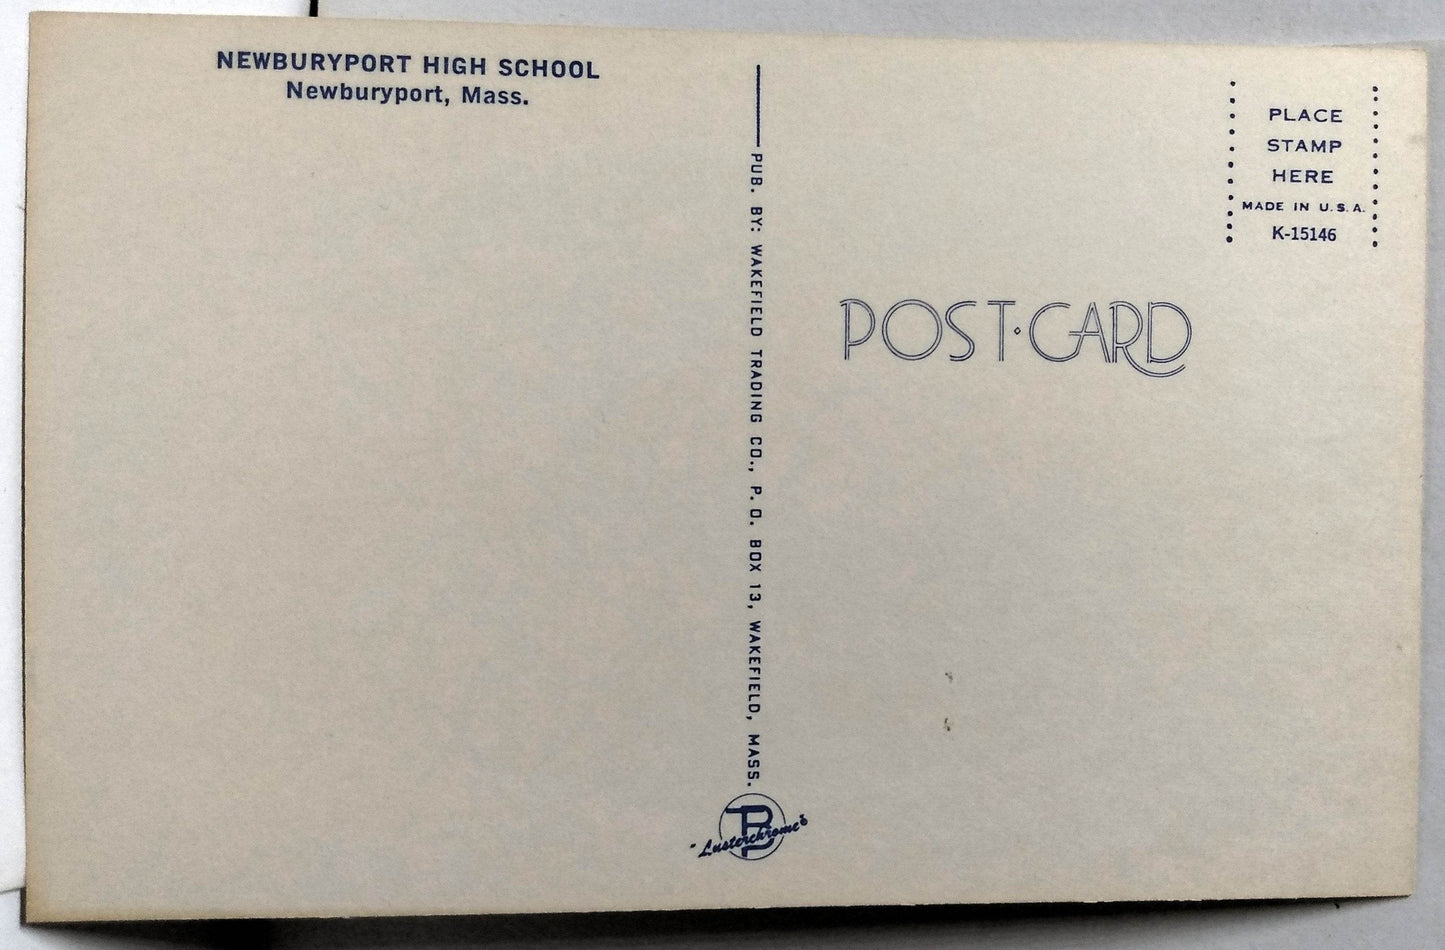 NEWBURYPORT HIGH SCHOOL
Newburyport, Mass.
PUB. BY: WAKEFIELD TRADING CO., P. O. BOX 13, WAKEFIELD, MASS.
"Lusterchrome"
PLACE
STAMP
HERE
MADE IN U.S.A.
K-15146
POST·CARD